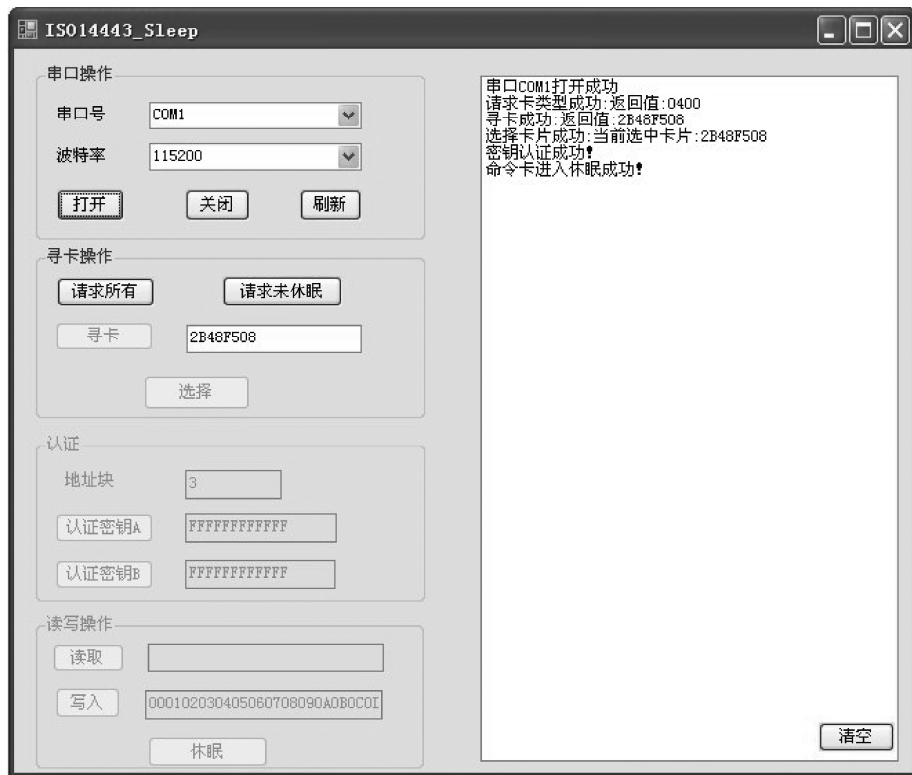 ISO14443_Sleep
串口操作
串口号 COM1
波特率 115200
打开 关闭 刷新
寻卡操作
请求所有 请求未休眠
寻卡 2B48F508
选择
认证
地址块 3
认证密钥A FFFFFFFFFFFF
认证密钥B FFFFFFFFFFFF
读写操作
读取
写入 000102030405060708090A0B0C0D
休眠
串口COM1打开成功
请求卡类型成功:返回值:0400
寻卡成功:返回值:2B48F508
选择卡片成功:当前选中卡片:2B48F508
密钥认证成功!
命令卡进入休眠成功!
清空